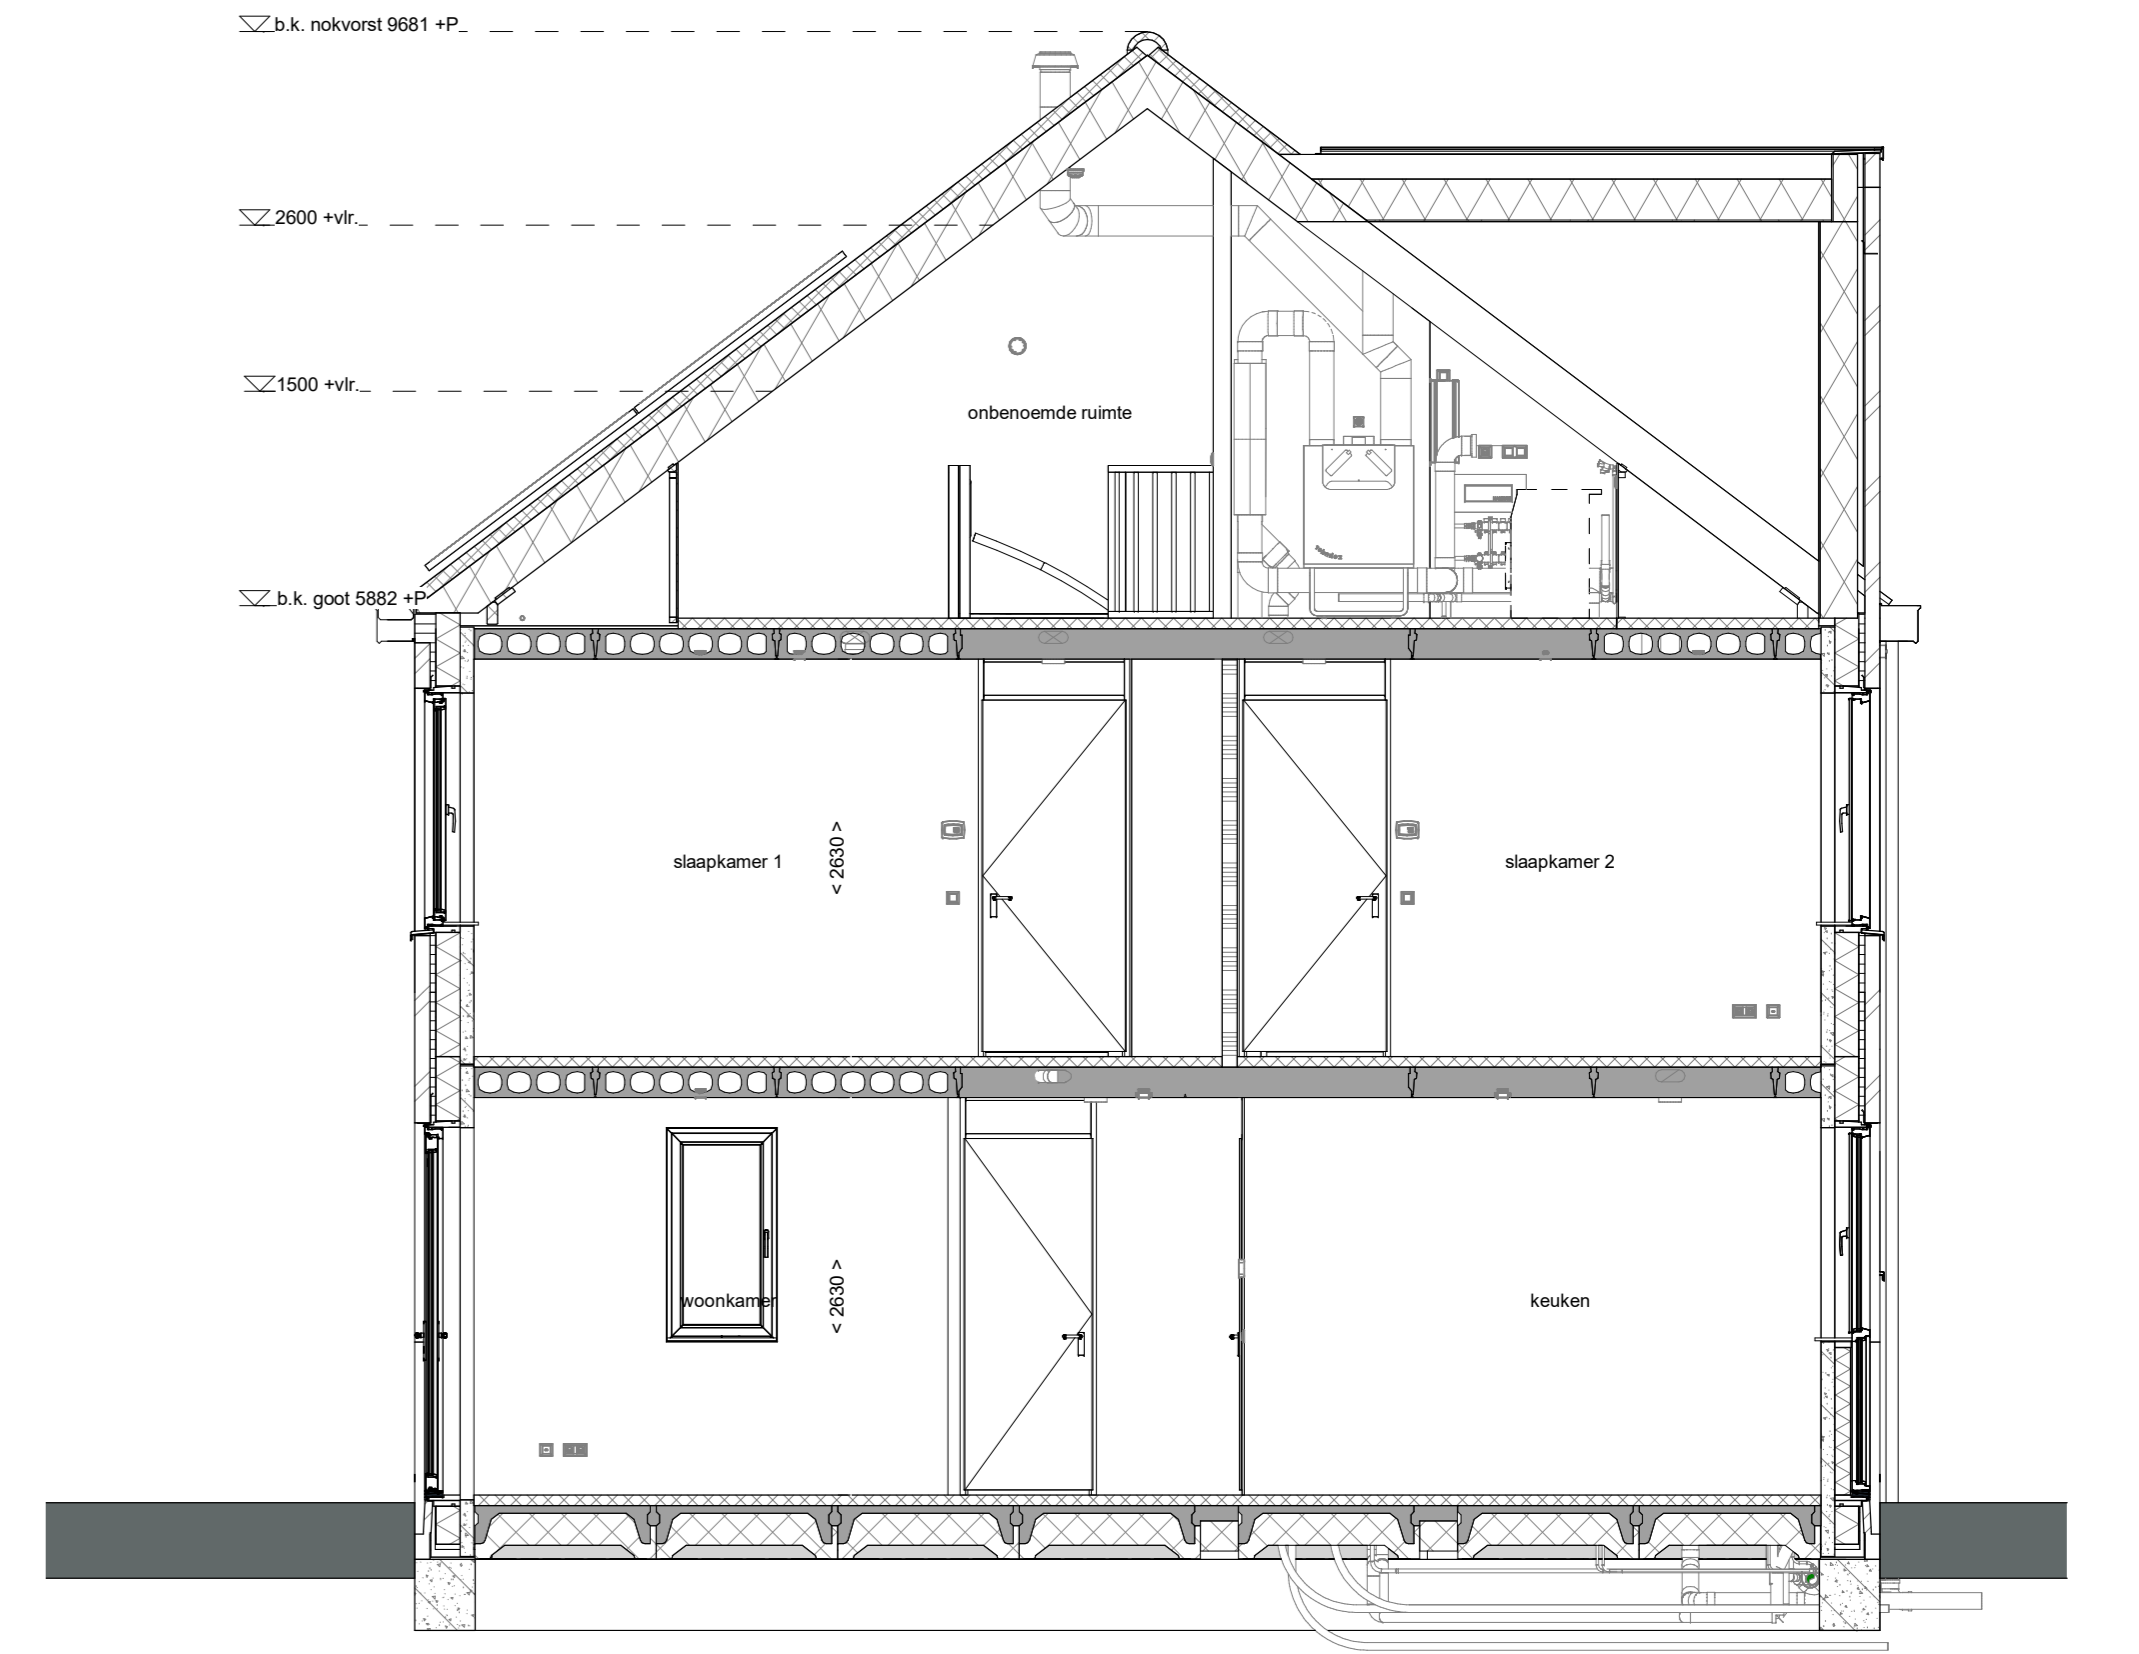 b.k. nokvorst 9681 +P
2600 +vlr.
1500 +vlr.
onbenoemde ruimte
b.k. goot 5882 +P
slaapkamer 1
< 2630 >
slaapkamer 2
woonkamer
< 2630 >
keuken